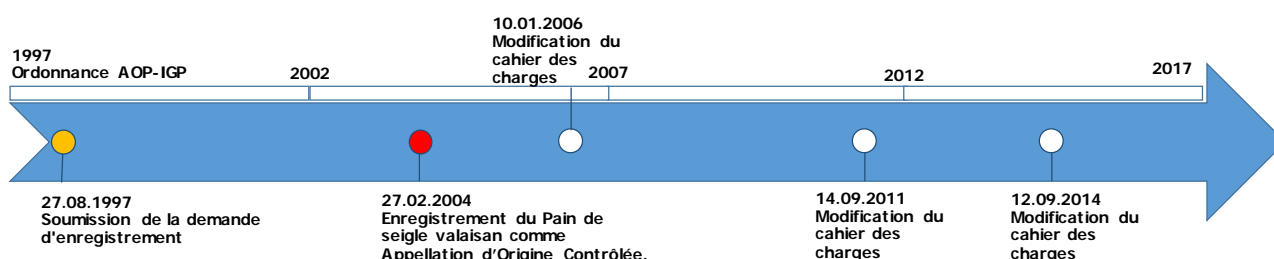 10.01.2006
Modification du
cahier des
charges
1997
Ordonnance AOP-IGP
2002
2007
2012
2017
27.08.1997
Soumission de la demande
d'enregistrement
27.02.2004
Enregistrement du Pain de
seigle valaisan comme
Appellation d'Origine Contrôlée.
14.09.2011
Modification du
cahier des
charges
12.09.2014
Modification du
cahier des
charges